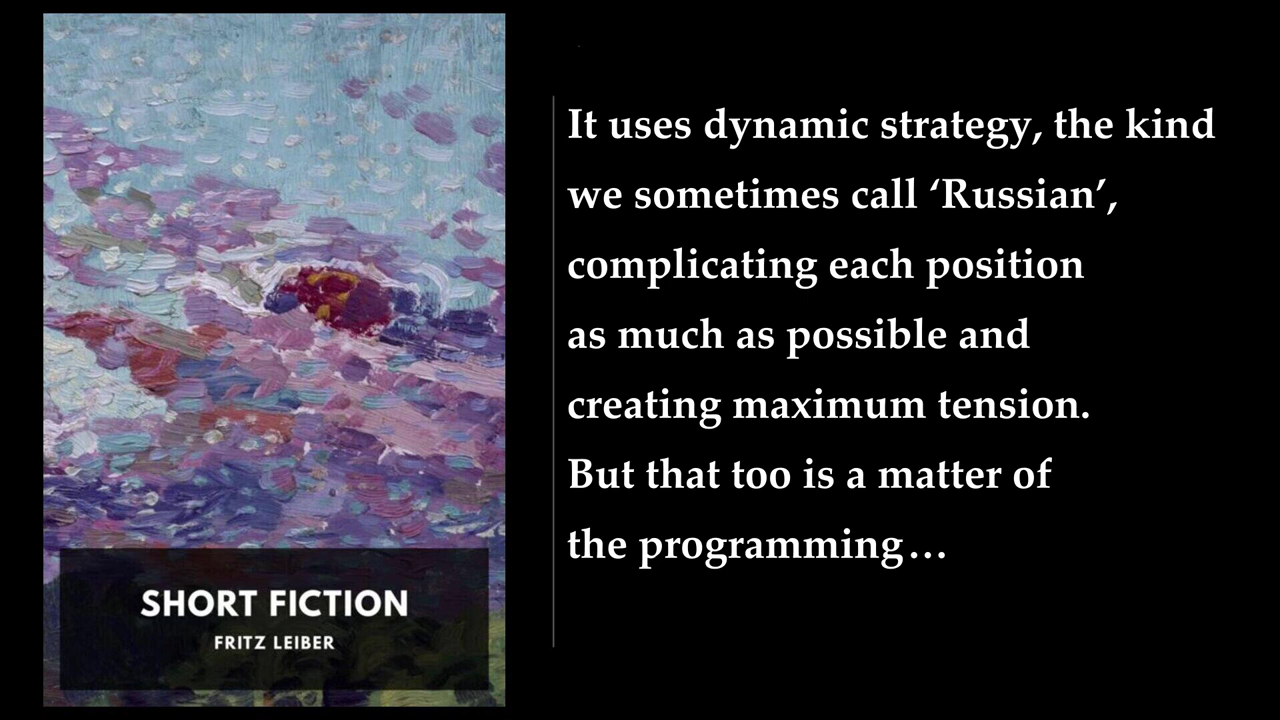 SHORT FICTION
FRITZ LEIBER
It uses dynamic strategy, the kind
we sometimes call ‘Russian’,
complicating each position
as much as possible and
creating maximum tension.
But that too is a matter of
the programming…